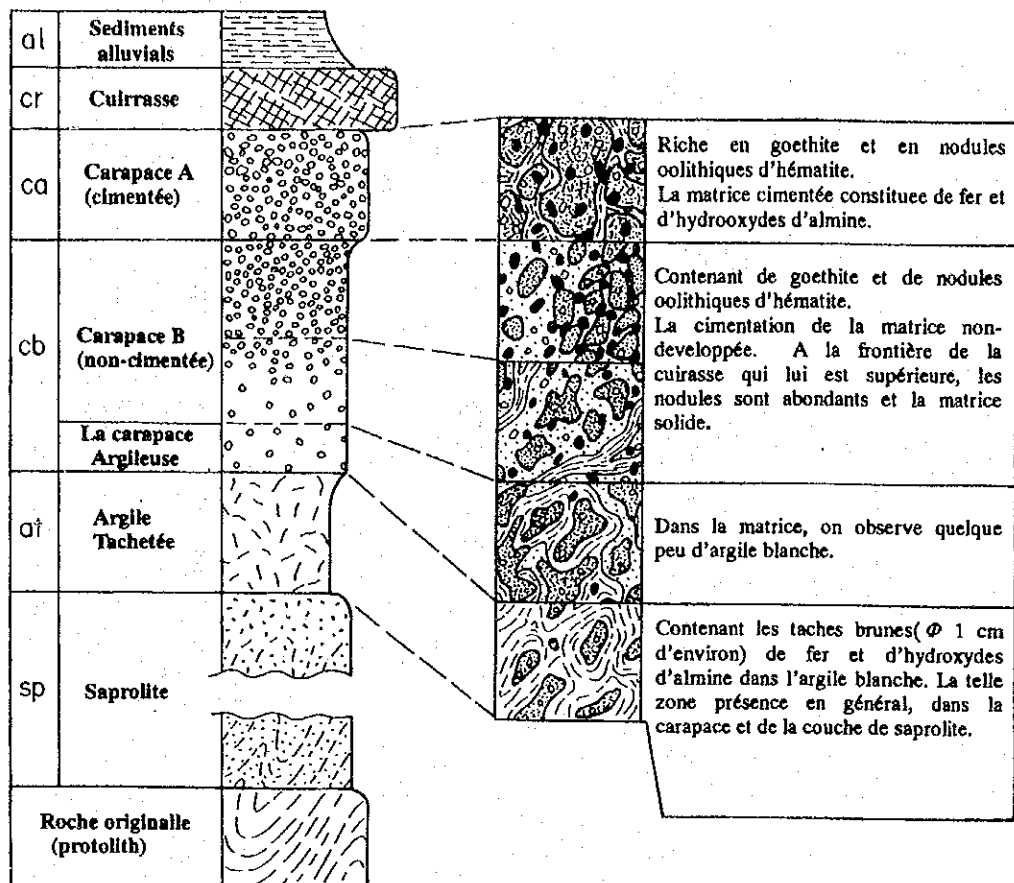 al
Sediments
alluvials
cr
Cuirrasse
ca
Carapace A
(cimentée)
cb
Carapace B
(non-cimentée)
La carapace
Argileuse
at
Argile
Tachetée
sp
Saprolite
Roche originalle
(protolith)
Riche en goethite et en nodules
oolithiques d'hématite.
La matrice cimentée constituee de fer et
d'hydrooxydes d'almine.
Contenant de goethite et de nodules
oolithiques d'hématite.
La cimentation de la matrice non-
developpée. A la frontière de la
cuirasse qui lui est supérieure, les
nodules sont abondants et la matrice
solide.
Dans la matrice, on observe quelque
peu d'argile blanche.
Contenant les taches brunes(Φ 1 cm
d'environ) de fer et d'hydroxydes
d'almine dans l'argile blanche. La telle
zone présence en général, dans la
carapace et de la couche de saprolite.